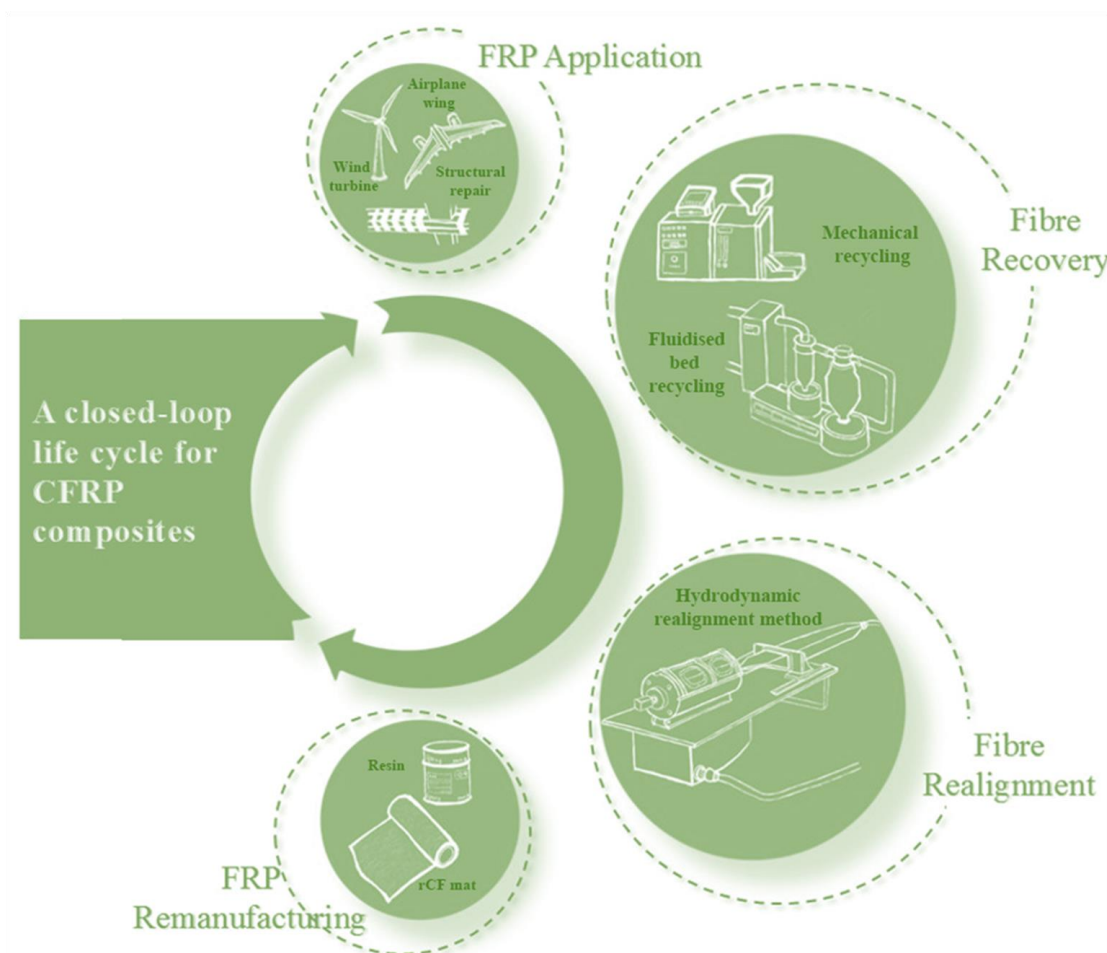 FRP Application
Airplane
wing
Wind
turbine
Structural
repair
Fibre
Recovery
Mechanical
recycling
Fluidised
bed
recycling
A closed-loop
life cycle for
CFRP
composites
Hydrodynamic
realignment method
Fibre
Realignment
Resin
rCF mat
FRP
Remanufacturing